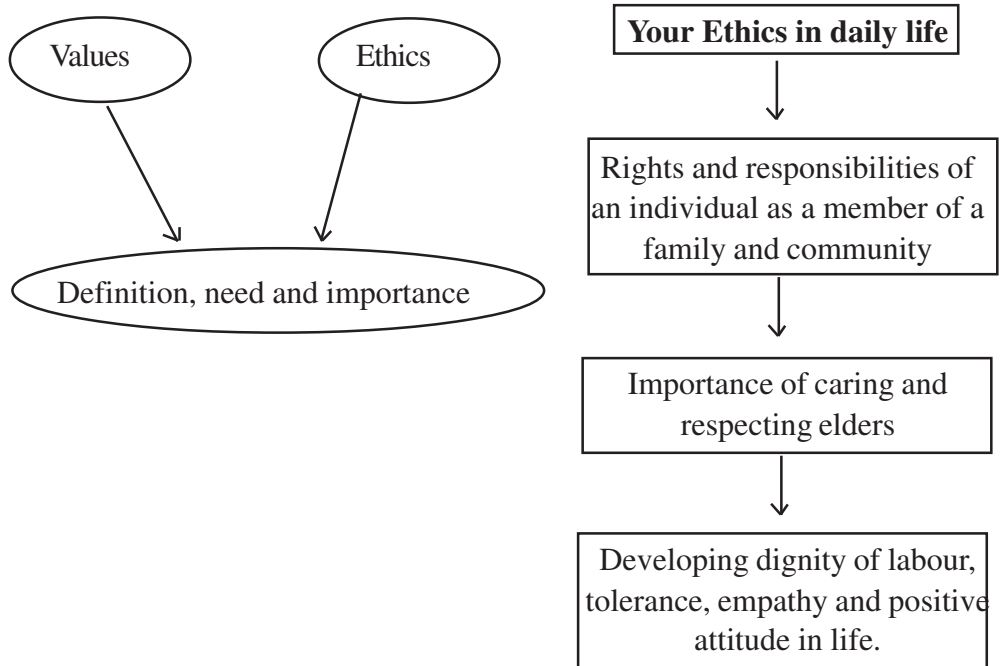 Values
Ethics
Definition, need and importance
Your Ethics in daily life
Rights and responsibilities of
an individual as a member of a
family and community
Importance of caring and
respecting elders
Developing dignity of labour,
tolerance, empathy and positive
attitude in life.